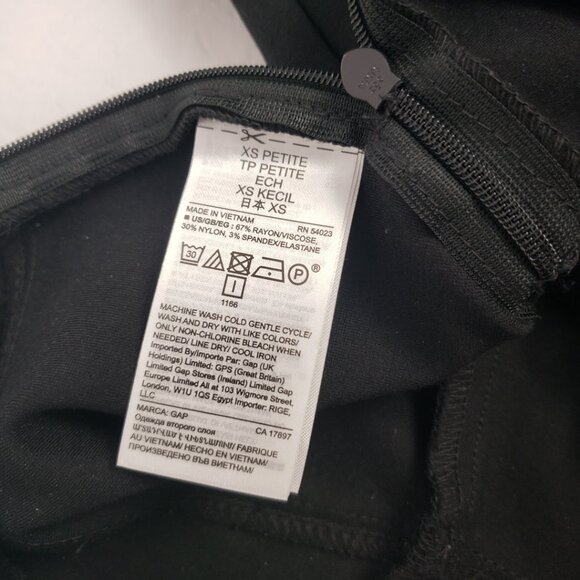 XS PETITE
TP PETITE
ECH
XS KECIL
日本 XS
MADE IN VIETNAM RN 54023
■ US/GB/EG : 67% RAYON/VISCOSE,
30% NYLON, 3% SPANDEX/ELASTANE
30 P ®
1166
MACHINE WASH COLD GENTLE CYCLE/
WASH AND DRY WITH LIKE COLORS/
ONLY NON-CHLORINE BLEACH WHEN
NEEDED/ LINE DRY/ COOL IRON
Imported By/Importe Par: Gap (UK
Holdings) Limited: GPS (Great Britain)
Limited Gap Stores (Ireland) Limited Gap
Europe Limited All at 103 Wigmore Street,
London, W1U 1QS Egypt Importer: RIGE,
LLC
MARCA: GAP CA 17897
Одежда второго слоя
ԱՐՏԱԴՐՎԱԾ Է ՎԻԵՏՆԱՄՈՒՄ/ FABRIQUE
AU VIETNAM/ HECHO EN VIETNAM/
ПРОИЗВЕДЕНО ВЪВ ВИЕТНАМ/